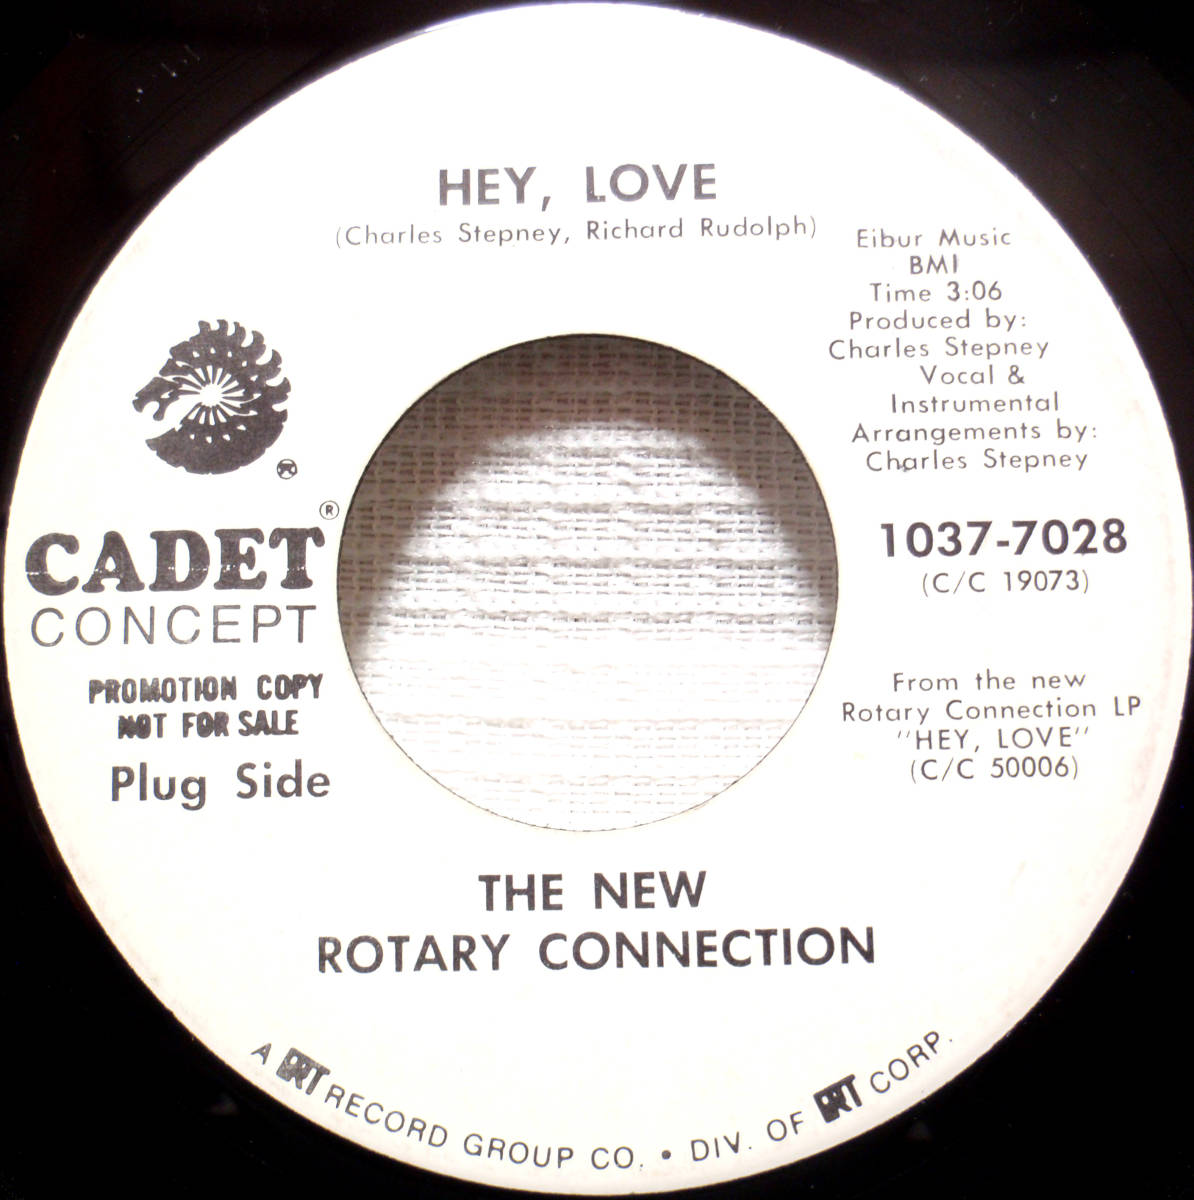 HEY, LOVE
(Charles Stepney, Richard Rudolph)
Eibur Music
BMI
Time 3:06
Produced by:
Charles Stepney
Vocal &
Instrumental
Arrangements by:
Charles Stepney
1037-7028
(C/C 19073)
From the new
Rotary Connection LP
"HEY, LOVE"
(C/C 50006)
CADET®
CONCEPT
PROMOTION COPY
NOT FOR SALE
Plug Side
THE NEW
ROTARY CONNECTION
A GRT RECORD GROUP CO. • DIV. OF GRT CORP.